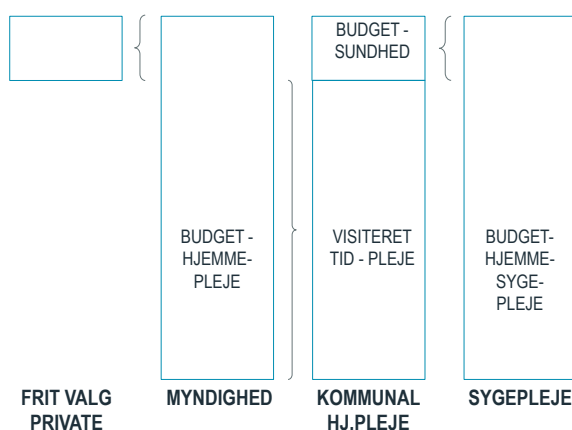 BUDGET -
SUNDHED
BUDGET -
HJEMME-
PLEJE
VISITERET
TID - PLEJE
BUDGET-
HJEMME-
SYGE-
PLEJE
FRIT VALG
PRIVATE
MYNDIGHED
KOMMUNAL
HJ.PLEJE
SYGEPLEJE